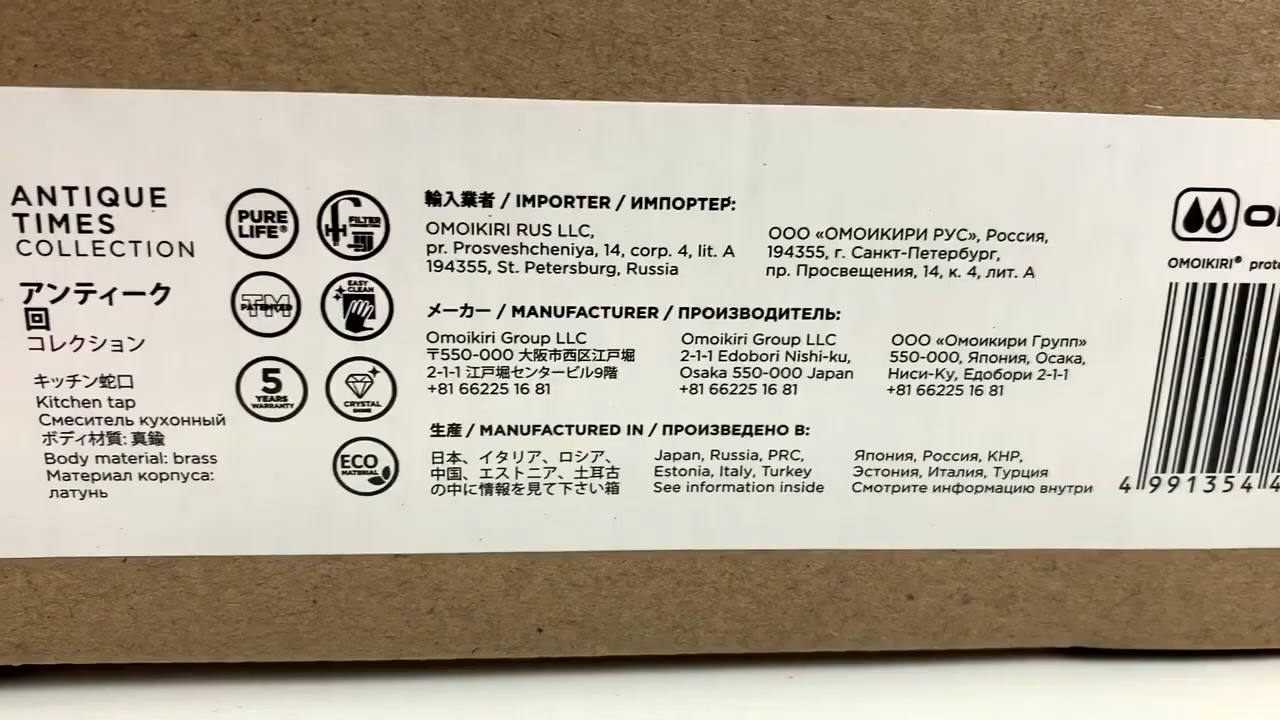 ANTIQUE
TIMES
COLLECTION
アンティーク
回
コレクション
キッチン蛇口
Kitchen tap
Смеситель кухонный
ボディ材質: 真鍮
Body material: brass
Материал корпуса:
латунь
PURE
LIFE®
FILTER
TM
PATENTED
EASY
CLEAN
5
YEARS
WARRANTY
CRYSTAL
SHINE
ECO
MATERIAL
輸入業者 / IMPORTER / ИМПОРТЕР:
OMOIKIRI RUS LLC,
pr. Prosveshcheniya, 14, corp. 4, lit. A
194355, St. Petersburg, Russia
ООО «ОМОИКИРИ РУС», Россия,
194355, г. Санкт-Петербург,
пр. Просвещения, 14, к. 4, лит. А
メーカー / MANUFACTURER / ПРОИЗВОДИТЕЛЬ:
Omoikiri Group LLC
〒550-000 大阪市西区江戸堀
2-1-1 江戸堀センタービル9階
+81 66225 16 81
Omoikiri Group LLC
2-1-1 Edobori Nishi-ku,
Osaka 550-000 Japan
+81 66225 16 81
ООО «Омоикири Групп»
550-000, Япония, Осака,
Ниси-Ку, Едобори 2-1-1
+81 66225 16 81
生産 / MANUFACTURED IN / ПРОИЗВЕДЕНО В:
日本、イタリア、ロシア、
中国、エストニア、土耳古
の中に情報を見て下さい箱
Japan, Russia, PRC,
Estonia, Italy, Turkey
See information inside
Япония, Россия, КНР,
Эстония, Италия, Турция
Смотрите информацию внутри
OMOIKIRI®
4 991354 4